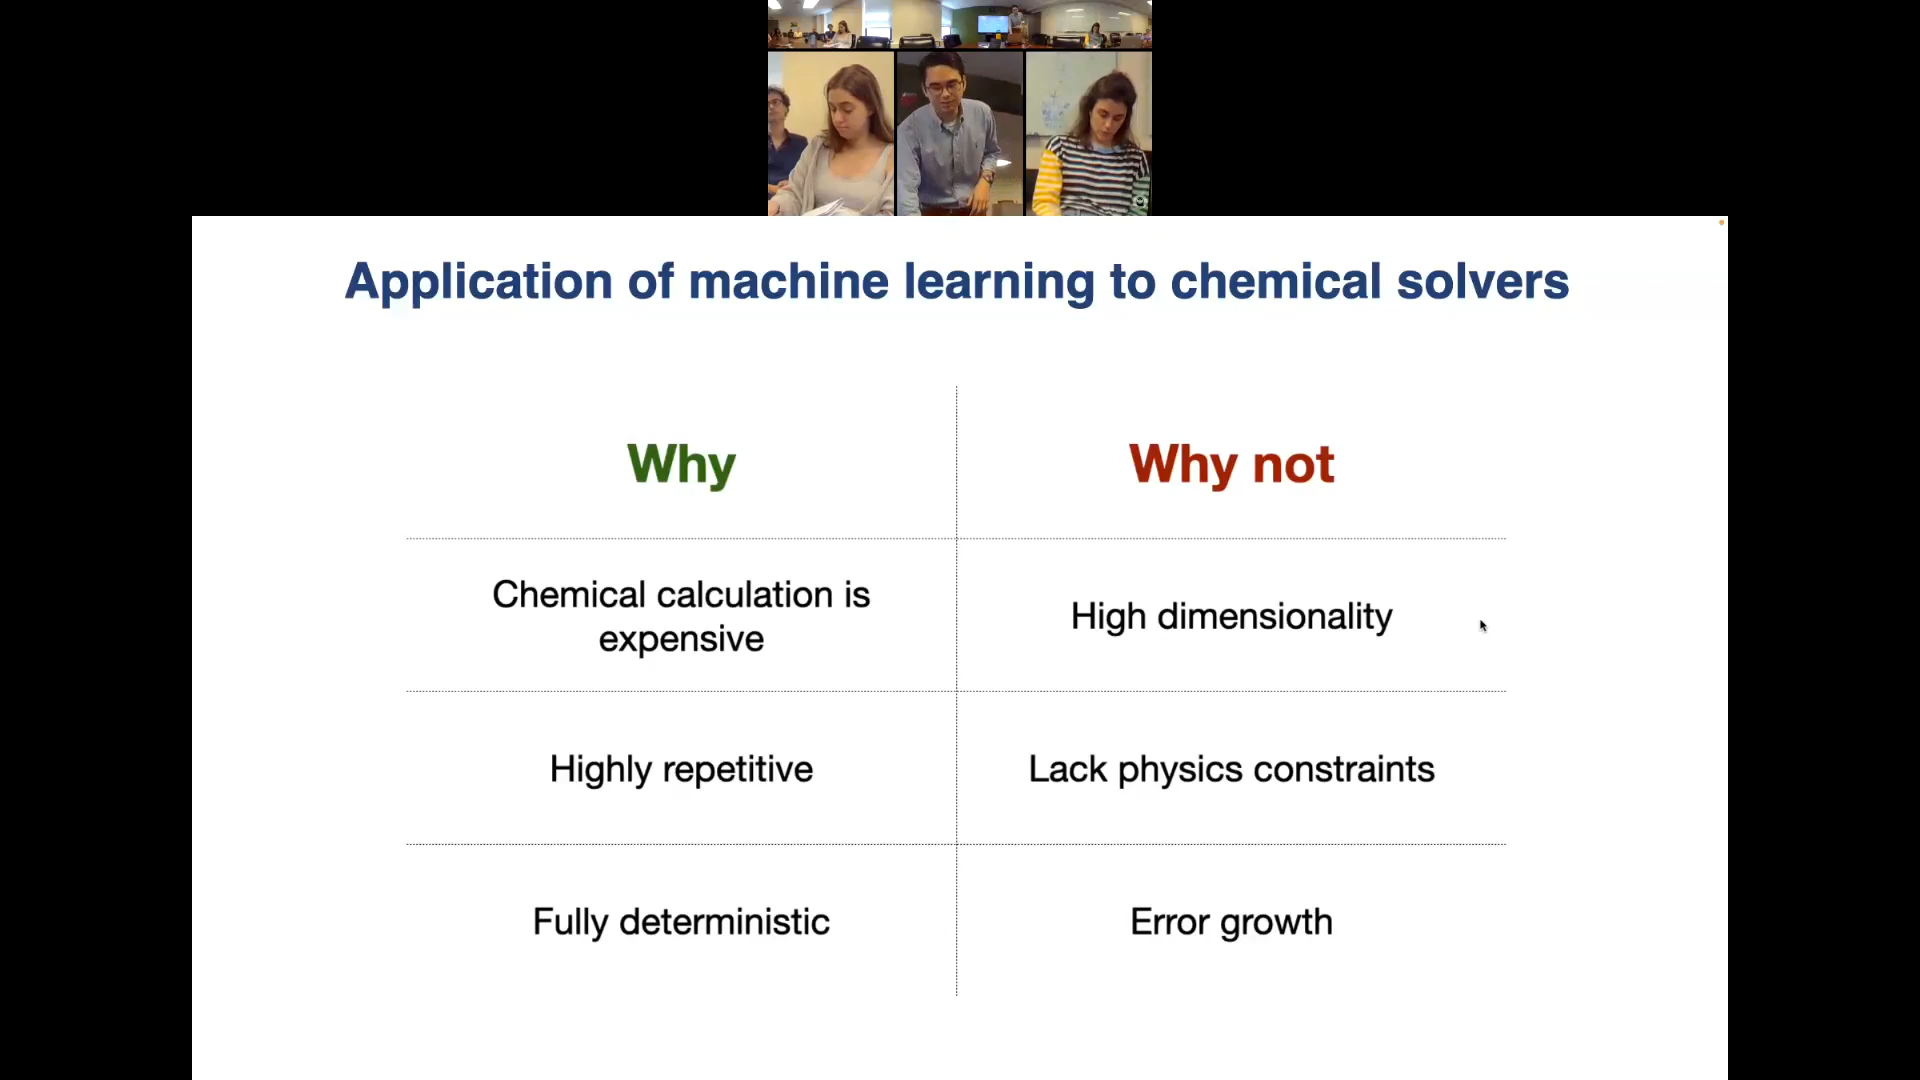 Application of machine learning to chemical solvers
Why
Why not
Chemical calculation is
expensive
High dimensionality
Highly repetitive
Lack physics constraints
Fully deterministic
Error growth